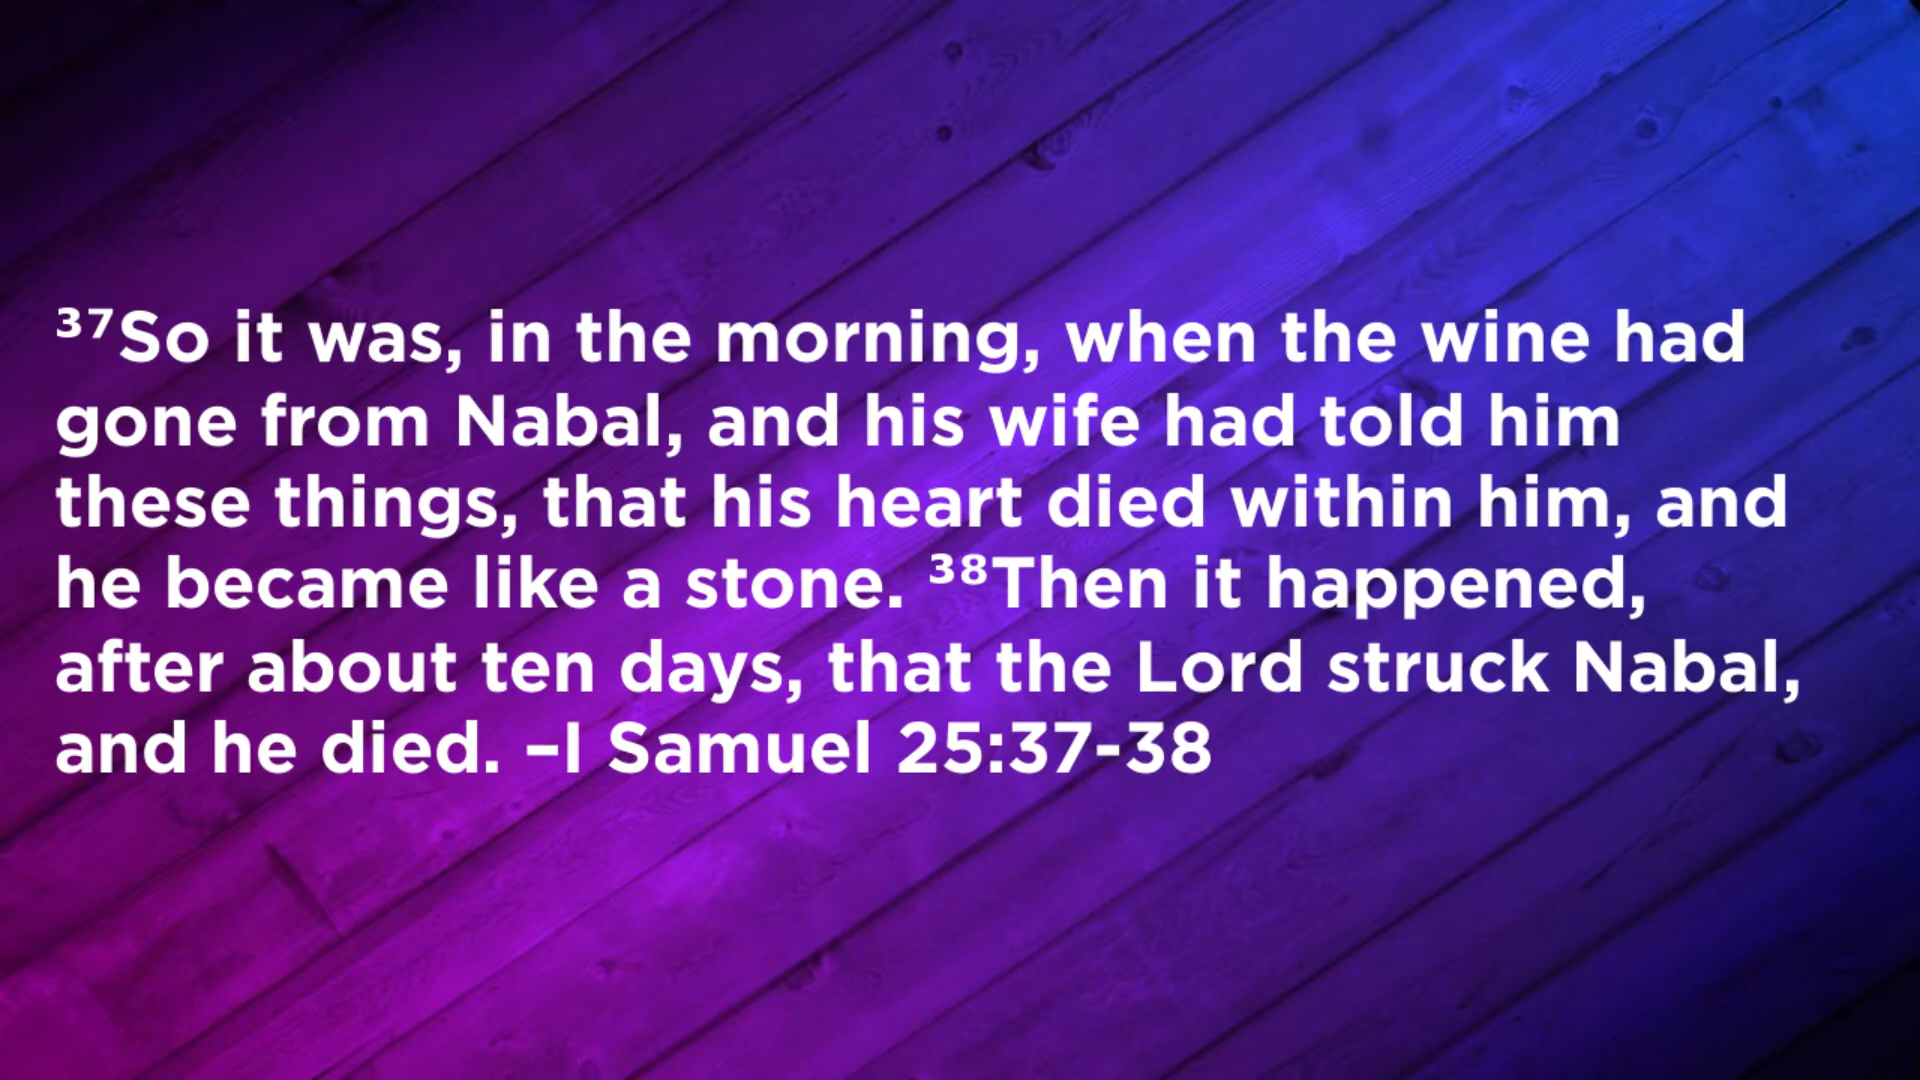 ³⁷So it was, in the morning, when the wine had
gone from Nabal, and his wife had told him
these things, that his heart died within him, and
he became like a stone. ³⁸Then it happened,
after about ten days, that the Lord struck Nabal,
and he died. –I Samuel 25:37-38